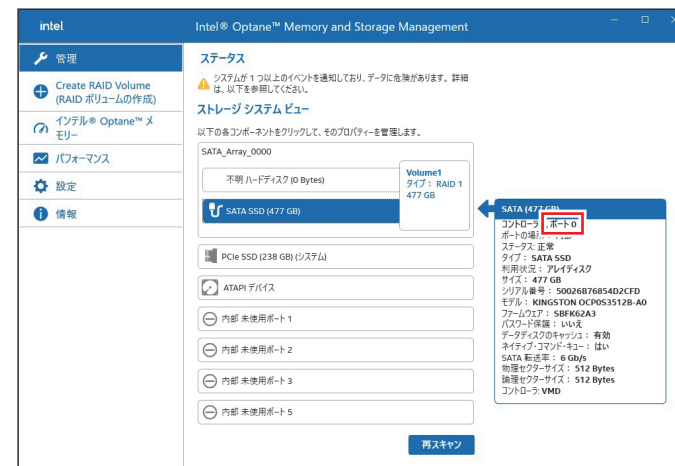 intel.
Intel® Optane™ Memory and Storage Management
管理
Create RAID Volume
(RAID ボリュームの作成)
インテル® Optane™ メ
モリー
パフォーマンス
設定
情報
ステータス
システムが 1 つ以上のイベントを通知しており、データに危険があります。詳細
は、以下を参照してください。
ストレージ システム ビュー
以下の各コンポーネントをクリックして、そのプロパティーを管理します。
SATA_Array_0000
不明 ハードディスク (0 Bytes)
SATA SSD (477 GB)
Volume1
タイプ： RAID 1
477 GB
PCIe SSD (238 GB) (システム)
ATAPI デバイス
内部 未使用ポート 1
内部 未使用ポート 2
内部 未使用ポート 3
内部 未使用ポート 5
再スキャン
SATA (477 GB)
コントローラ , ポート 0
ポートの場所：
ステータス: 正常
タイプ： SATA SSD
利用状況： アレイディスク
サイズ： 477 GB
シリアル番号： 50026B76854D2CFD
モデル： KINGSTON OCP0S3512B-A0
ファームウェア： SBFK62A3
パスワード保護： いいえ
データディスクのキャッシュ： 有効
ネイティブ・コマンド・キュー： はい
SATA 転送率： 6 Gb/s
物理セクターサイズ： 512 Bytes
論理セクターサイズ： 512 Bytes
コントローラ: VMD